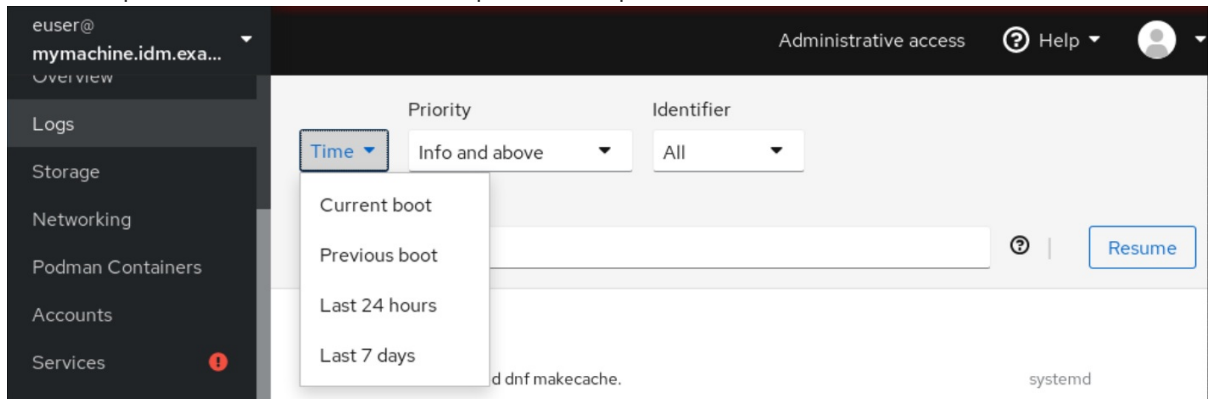 euser@
mymachine.idm.exa...
Administrative access
Help
Overview
Logs
Storage
Networking
Podman Containers
Accounts
Services
Priority
Identifier
Time
Info and above
All
Current boot
Previous boot
Last 24 hours
Last 7 days
Resume
d dnf makecache.
systemd